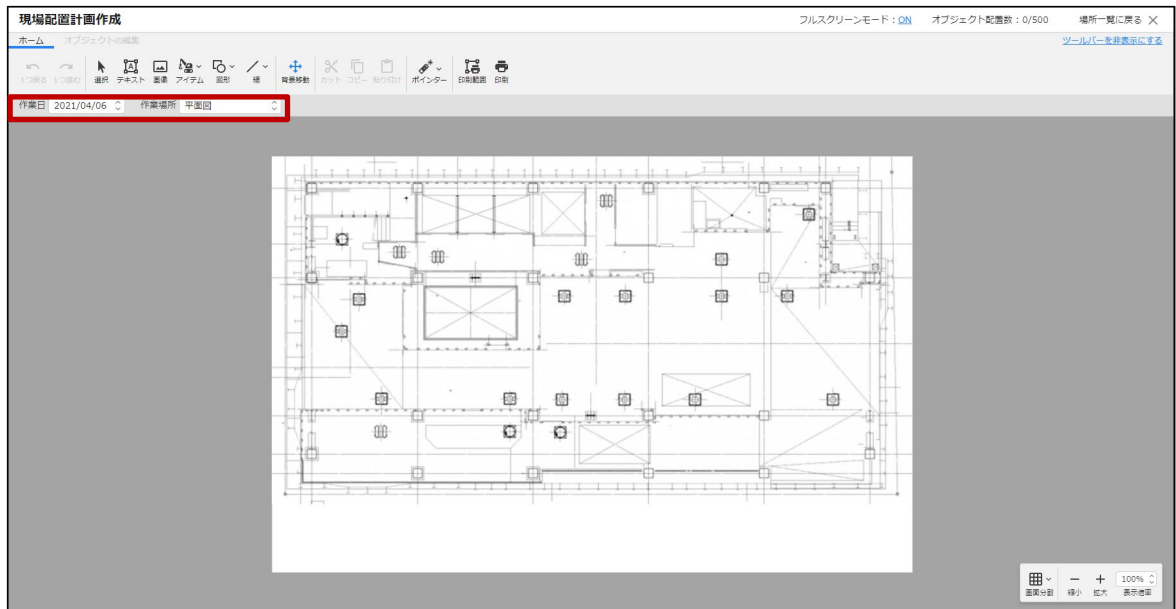 現場配置計画作成
フルスクリーンモード：ON オブジェクト配置数：0/500 場所一覧に戻る
ホーム オブジェクトの編集 ツールバーを非表示にする
1つ戻る 1つ進む 選択 テキスト 画像 アイテム 図形 線 背景移動 カット コピー 貼り付け ポインター 印刷範囲 印刷
作業日 2021/04/06 作業場所 平面図
100%
画面分割 縮小 拡大 表示倍率